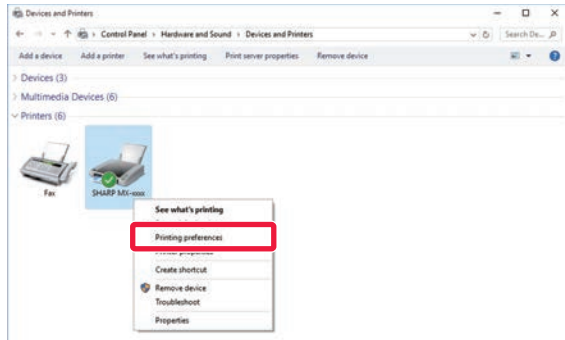 Devices and Printers
Control Panel > Hardware and Sound > Devices and Printers
Search De...
Add a device Add a printer See what's printing Print server properties Remove device
Devices (3)
Multimedia Devices (6)
Printers (6)
Fax
SHARP MX-xxxx
See what's printing
Printing preferences
Printer properties
Create shortcut
Remove device
Troubleshoot
Properties